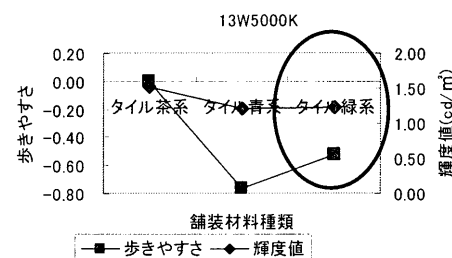 13W5000K
0.20
0.00
-0.20
-0.40
-0.60
-0.80
歩きやすさ
タイル茶系 タイル青系 タイル緑系
2.00
1.50
1.00
0.50
0.00
輝度値(cd/㎡)
舗装材料種類
歩きやすさ 輝度値